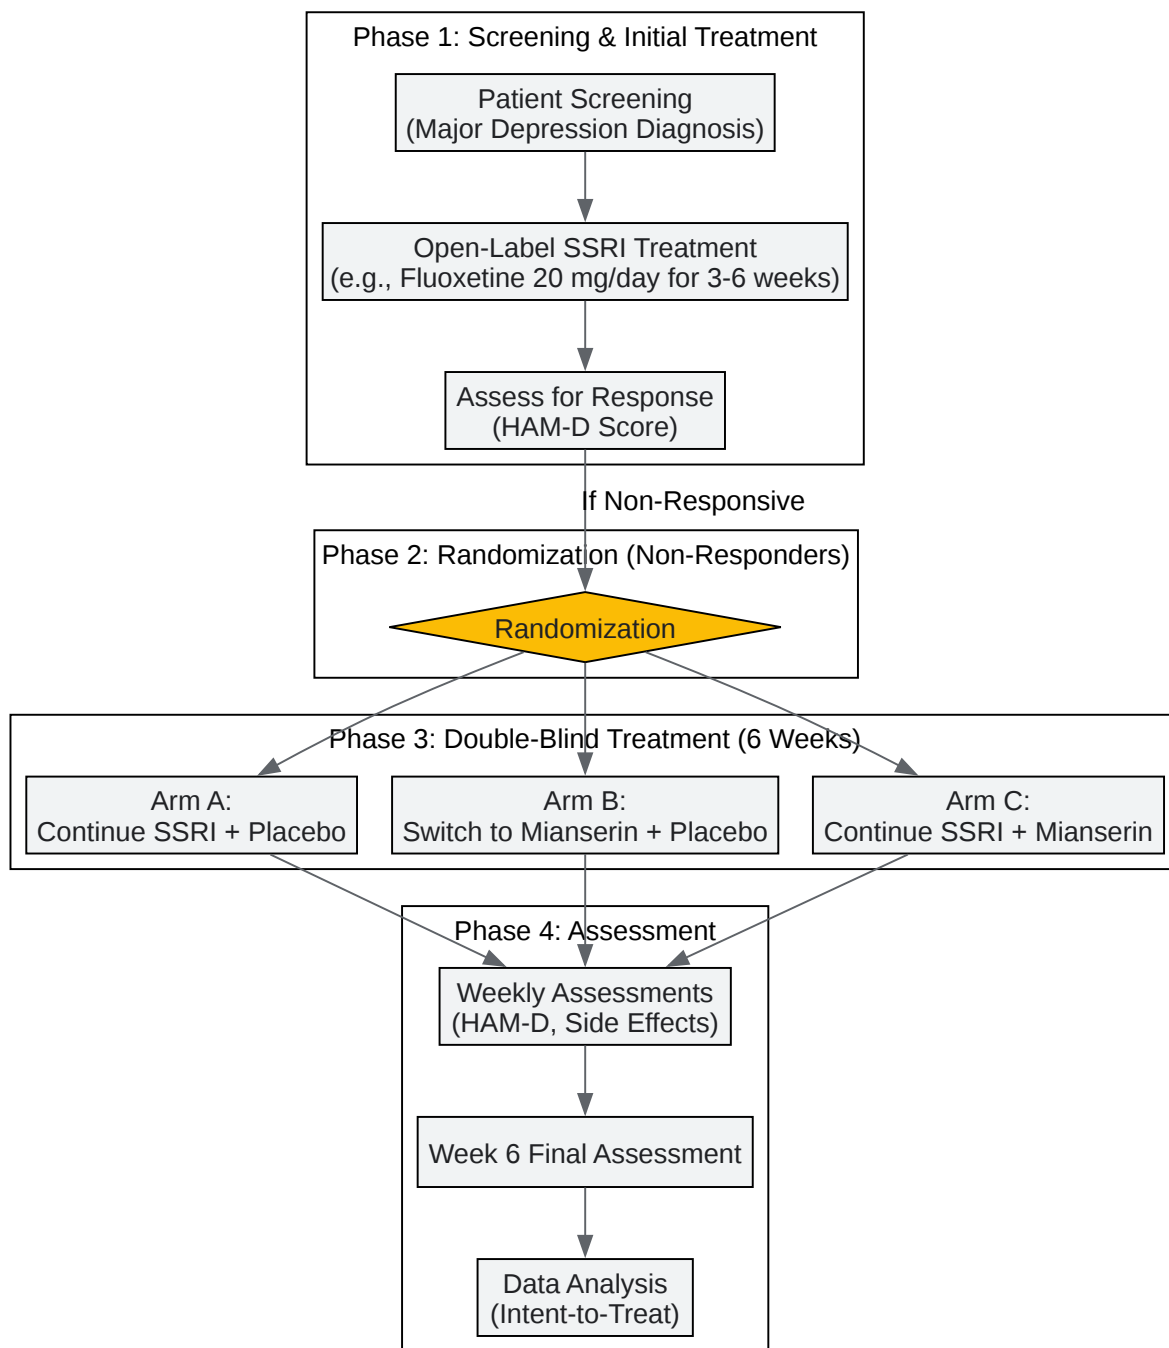 Phase 1: Screening & Initial Treatment
Patient Screening
(Major Depression Diagnosis)
Open-Label SSRI Treatment
(e.g., Fluoxetine 20 mg/day for 3-6 weeks)
Assess for Response
(HAM-D Score)
If Non-Responsive
Phase 2: Randomization (Non-Responders)
Randomization
Phase 3: Double-Blind Treatment (6 Weeks)
Arm A:
Continue SSRI + Placebo
Arm B:
Switch to Mianserin + Placebo
Arm C:
Continue SSRI + Mianserin
Phase 4: Assessment
Weekly Assessments
(HAM-D, Side Effects)
Week 6 Final Assessment
Data Analysis
(Intent-to-Treat)